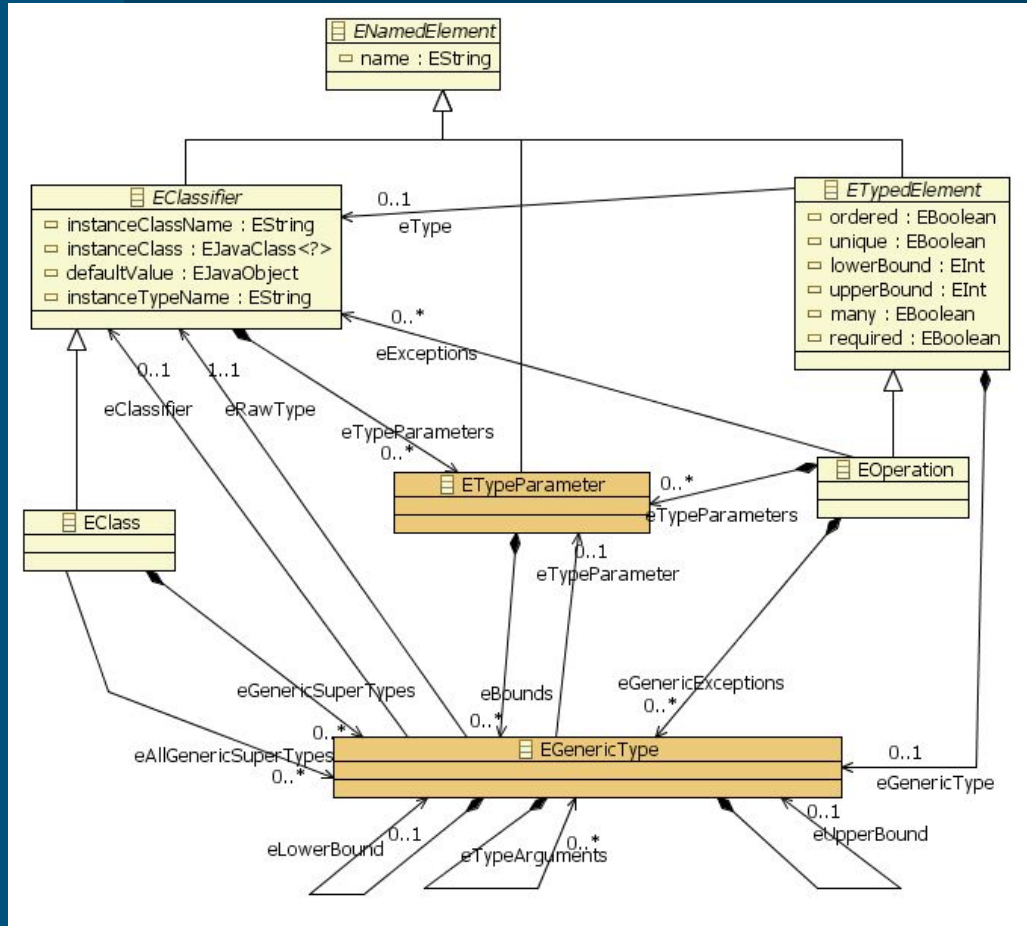 ENamedElement
name : EString
EClassifier
instanceClassName : EString
instanceClass : EJavaClass<?>
defaultValue : EJavaObject
instanceTypeName : EString
0..1
eType
ETypedElement
ordered : EBoolean
unique : EBoolean
lowerBound : EInt
upperBound : EInt
many : EBoolean
required : EBoolean
0..*
eExceptions
0..1
1..1
eClassifier
eRawType
eTypeParameters
0..*
ETypeParameter
0..*
eTypeParameters
EOperation
EClass
0..1
eTypeParameter
eGenericSuperTypes
0..*
eBounds
0..*
eGenericExceptions
0..*
eAllGenericSuperTypes
0..*
EGenericType
0..1
eGenericType
eLowerBound
0..1
eTypeArguments
0..*
0..1
eUpperBound